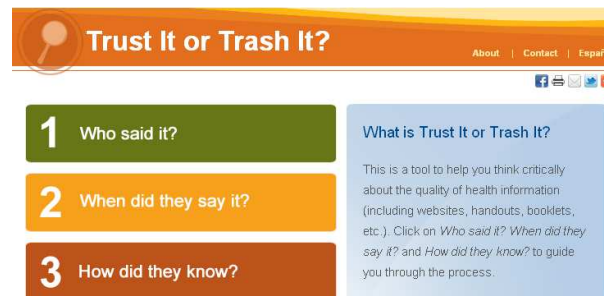 Trust It or Trash It?
About | Contact |
1 Who said it?
2 When did they say it?
3 How did they know?
What is Trust It or Trash It?
This is a tool to help you think critically
about the quality of health information
(including websites, handouts, booklets,
etc.). Click on Who said it? When did they
say it? and How did they know? to guide
you through the process.